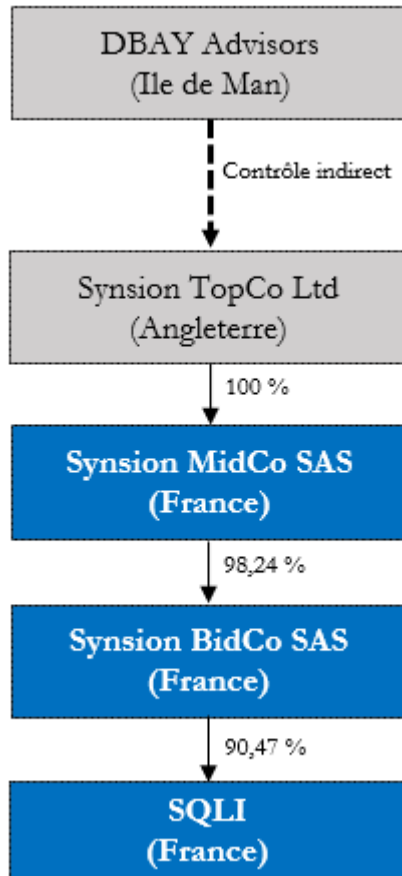 DBAY Advisors
(Ile de Man)
Contrôle indirect
Synsion TopCo Ltd
(Angleterre)
100 %
Synsion MidCo SAS
(France)
98,24 %
Synsion BidCo SAS
(France)
90,47 %
SQLI
(France)